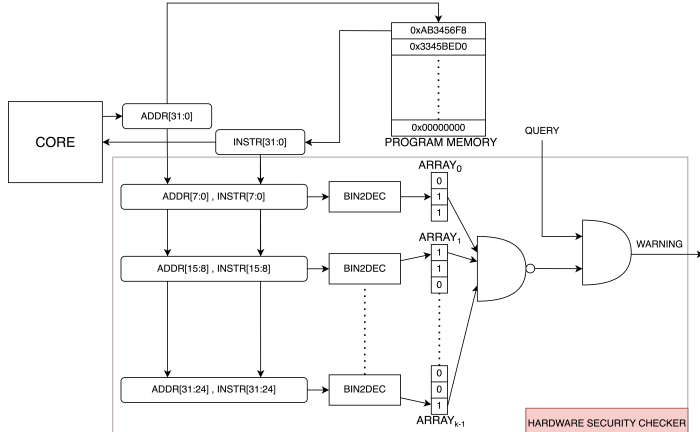 0xAB3456F8
0x3345BED0
ADDR[31:0]
CORE
0x00000000
INSTR[31:0]
PROGRAM MEMORY
QUERY
ARRAY0
0
ADDR[7:0] , INSTR[7:0]
BIN2DEC
1
1
ARRAY1
WARNING
1
ADDR[15:8] , INSTR[15:8]
BIN2DEC
1
0
0
ADDR[31:24] , INSTR[31:24]
BIN2DEC
0
1
ARRAYk-1
HARDWARE SECURITY CHECKER